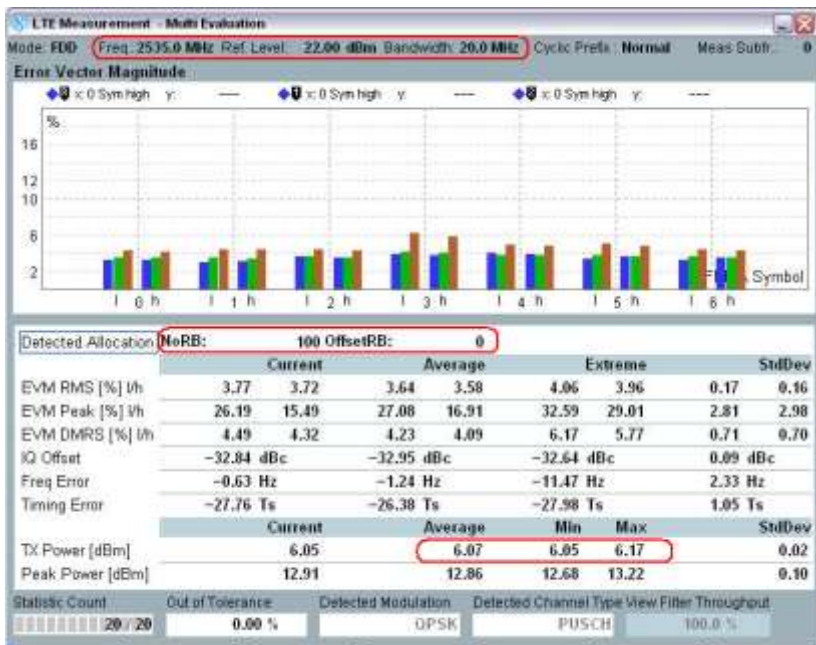 LTE Measurement - Multi Evaluation
Mode: FDD Freq.: 2535.0 MHz Ref. Level: 22.00 dBm Bandwidth: 20.0 MHz Cyclic Prefix: Normal Meas Subfr.: 0
Error Vector Magnitude
x: 0 Sym high y: --- x: 0 Sym high y: --- x: 0 Sym high y: ---
%
16
12
10
6
2
Symbol
l 0 h l 1 h l 2 h l 3 h l 4 h l 5 h l 6 h
Detected Allocation NoRB: 100 OffsetRB: 0
Current Average Extreme StdDev
EVM RMS [%] l/h 3.77 3.72 3.64 3.58 4.06 3.96 0.17 0.16
EVM Peak [%] l/h 26.19 15.49 27.08 16.91 32.59 29.01 2.81 2.98
EVM DMRS [%] l/h 4.49 4.32 4.23 4.09 6.17 5.77 0.71 0.70
IQ Offset -32.84 dBc -32.95 dBc -32.64 dBc 0.09 dBc
Freq Error -0.63 Hz -1.24 Hz -11.47 Hz 2.33 Hz
Timing Error -27.76 Ts -26.38 Ts -27.98 Ts 1.05 Ts
Current Average Min Max StdDev
TX Power [dBm] 6.05 6.07 6.05 6.17 0.02
Peak Power [dBm] 12.91 12.86 12.68 13.22 0.10
Statistic Count Out of Tolerance Detected Modulation Detected Channel Type View Filter Throughput
20 / 20 0.00 % QPSK PUSCH 100.0 %